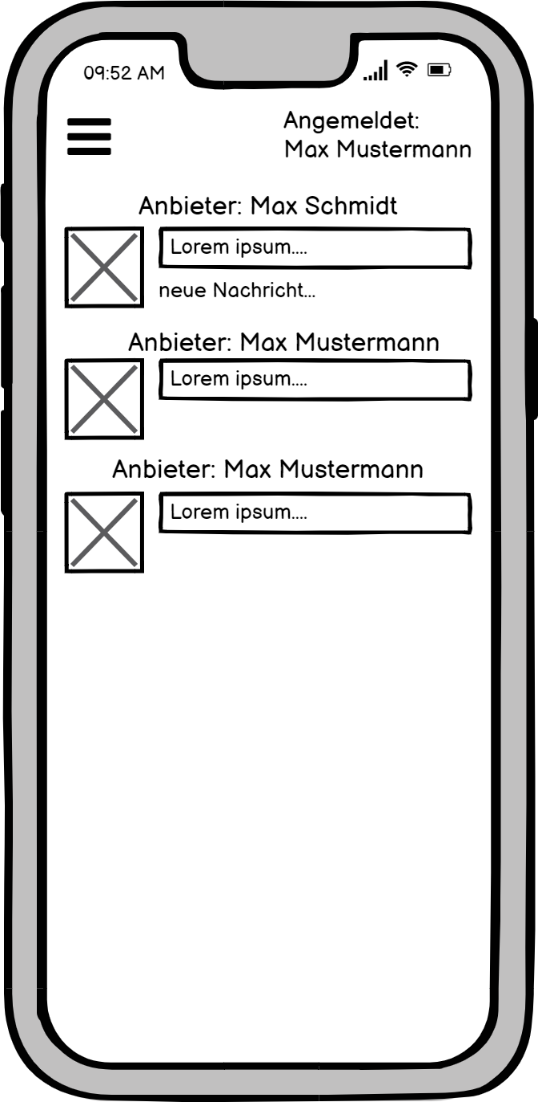 09:52 AM
Angemeldet:
Max Mustermann
Anbieter: Max Schmidt
Lorem ipsum....
neue Nachricht...
Anbieter: Max Mustermann
Lorem ipsum....
Anbieter: Max Mustermann
Lorem ipsum....